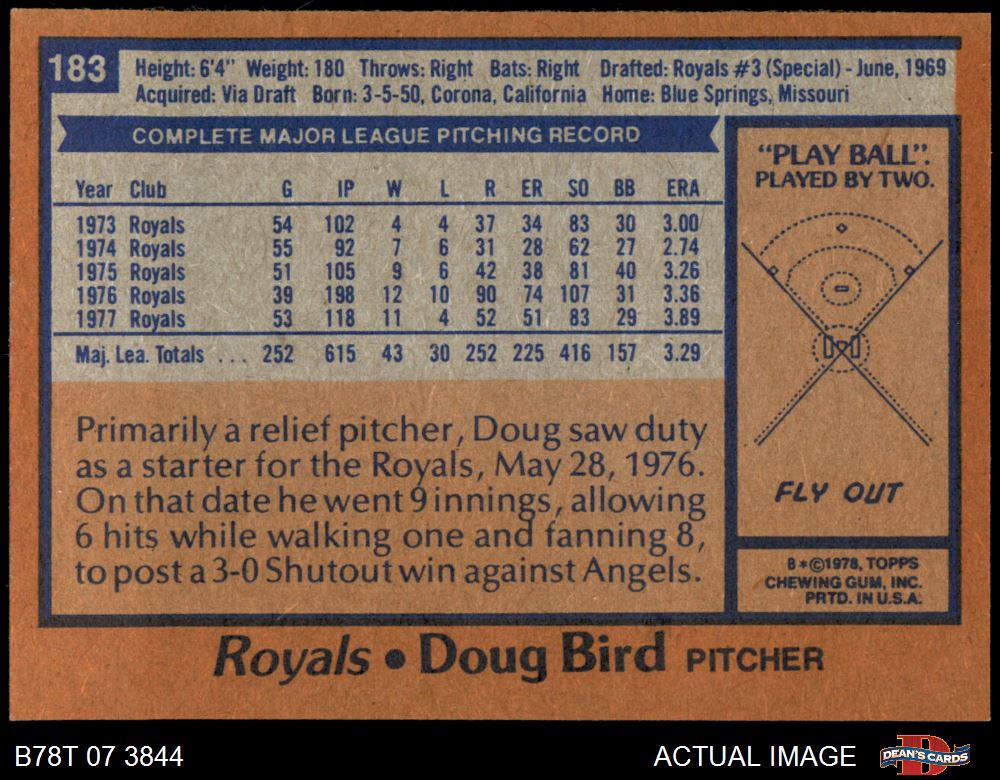 183
Height: 6'4" Weight: 180 Throws: Right Bats: Right Drafted: Royals #3 (Special) - June, 1969
Acquired: Via Draft Born: 3-5-50, Corona, California Home: Blue Springs, Missouri
COMPLETE MAJOR LEAGUE PITCHING RECORD
Year Club G IP W L R ER SO BB ERA
1973 Royals 54 102 4 4 37 34 83 30 3.00
1974 Royals 55 92 7 6 31 28 62 27 2.74
1975 Royals 51 105 9 6 42 38 81 40 3.26
1976 Royals 39 198 12 10 90 74 107 31 3.36
1977 Royals 53 118 11 4 52 51 83 29 3.89
Maj. Lea. Totals ... 252 615 43 30 252 225 416 157 3.29
Primarily a relief pitcher, Doug saw duty
as a starter for the Royals, May 28, 1976.
On that date he went 9 innings, allowing
6 hits while walking one and fanning 8,
to post a 3-0 Shutout win against Angels.
"PLAY BALL".
PLAYED BY TWO.
FLY OUT
B*©1978, TOPPS
CHEWING GUM, INC.
PRTD. IN U.S.A.
Royals • Doug Bird PITCHER
B78T 07 3844
ACTUAL IMAGE
D
DEAN'S CARDS